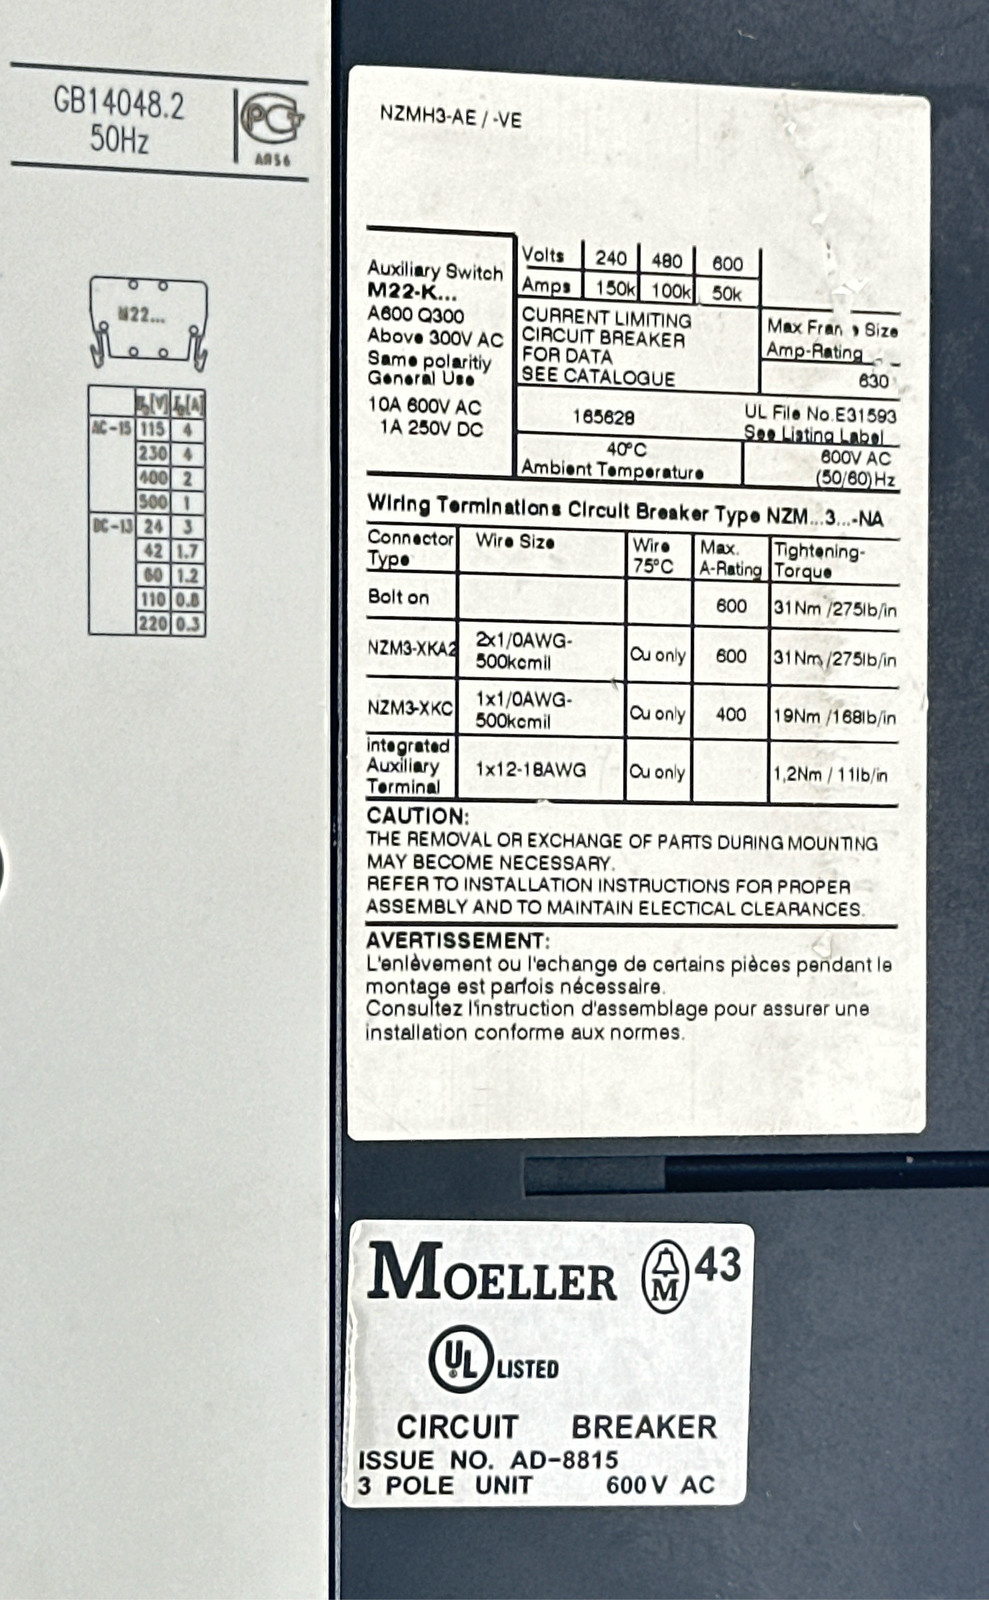 GB14048.2
50Hz
PCT
M22...
Ue[V] Ie[A]
AC-15 115 4
230 4
400 2
500 1
DC-13 24 3
42 1.7
60 1.2
110 0.8
220 0.3
NZMH3-AE / -VE
Auxiliary Switch
M22-K...
A600 Q300
Above 300V AC
Same polaritiy
General Use
10A 600V AC
1A 250V DC
Volts 240 480 600
Amps 150k 100k 50k
CURRENT LIMITING
CIRCUIT BREAKER
FOR DATA
SEE CATALOGUE
Max Size
Amp-Rating
630
165628
UL File No.E31593
See Listing Label
40°C
Ambient Temperature
600V AC
(50/60)Hz
Wiring Terminations Circuit Breaker Type NZM...3...-NA
Connector Type Wire Size Wire 75°C Max. A-Rating Tightening-Torque
Bolt on 600 31Nm /275lb/in
NZM3-XKA2 2x1/0AWG-500kcmil Cu only 600 31Nm /275lb/in
NZM3-XKC 1x1/0AWG-500kcmil Cu only 400 19Nm /168lb/in
integrated Auxiliary Terminal 1x12-18AWG Cu only 1,2Nm / 11lb/in
CAUTION:
THE REMOVAL OR EXCHANGE OF PARTS DURING MOUNTING
MAY BECOME NECESSARY.
REFER TO INSTALLATION INSTRUCTIONS FOR PROPER
ASSEMBLY AND TO MAINTAIN ELECTICAL CLEARANCES.
AVERTISSEMENT:
L'enlèvement ou l'echange de certains pièces pendant le
montage est parfois nécessaire.
Consultez l'instruction d'assemblage pour assurer une
installation conforme aux normes.
MOELLER M 43
UL LISTED
CIRCUIT BREAKER
ISSUE NO. AD-8815
3 POLE UNIT 600V AC